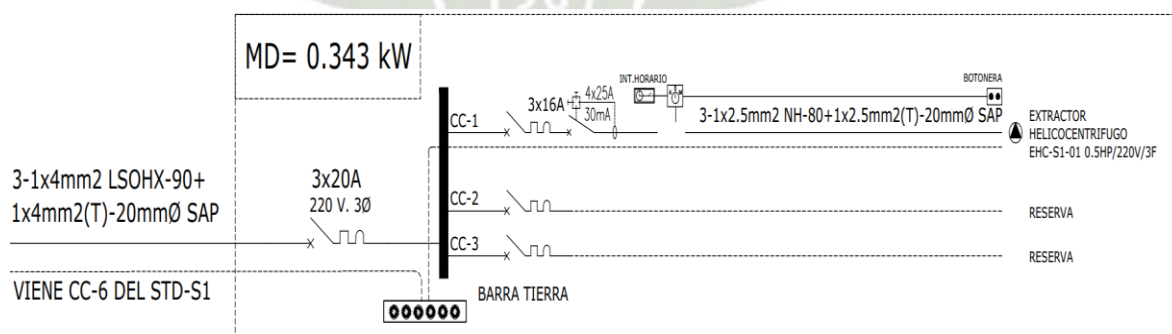 MD= 0.343 kW
INT.HORARIO
BOTONERA
3x16A
4x25A
30mA
CC-1
3-1x2.5mm2 NH-80+1x2.5mm2(T)-20mmØ SAP
EXTRACTOR
HELICOCENTRIFUGO
EHC-S1-01 0.5HP/220V/3F
3-1x4mm2 LSOHX-90+
1x4mm2(T)-20mmØ SAP
3x20A
220 V. 3Ø
CC-2
RESERVA
CC-3
RESERVA
VIENE CC-6 DEL STD-S1
BARRA TIERRA